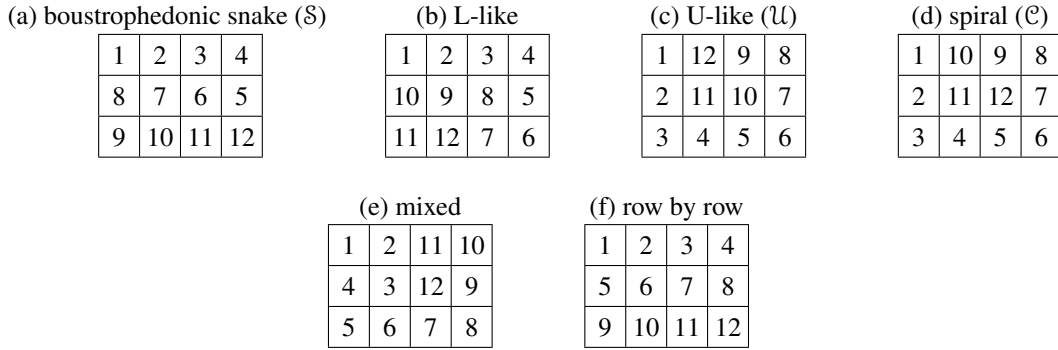 (a) boustrophedonic snake (𝒮) (b) L-like (c) U-like (𝒰) (d) spiral (𝒞)
1 2 3 4 1 2 3 4 1 12 9 8 1 10 9 8
8 7 6 5 10 9 8 5 2 11 10 7 2 11 12 7
9 10 11 12 11 12 7 6 3 4 5 6 3 4 5 6
(e) mixed (f) row by row
1 2 11 10 1 2 3 4
4 3 12 9 5 6 7 8
5 6 7 8 9 10 11 12